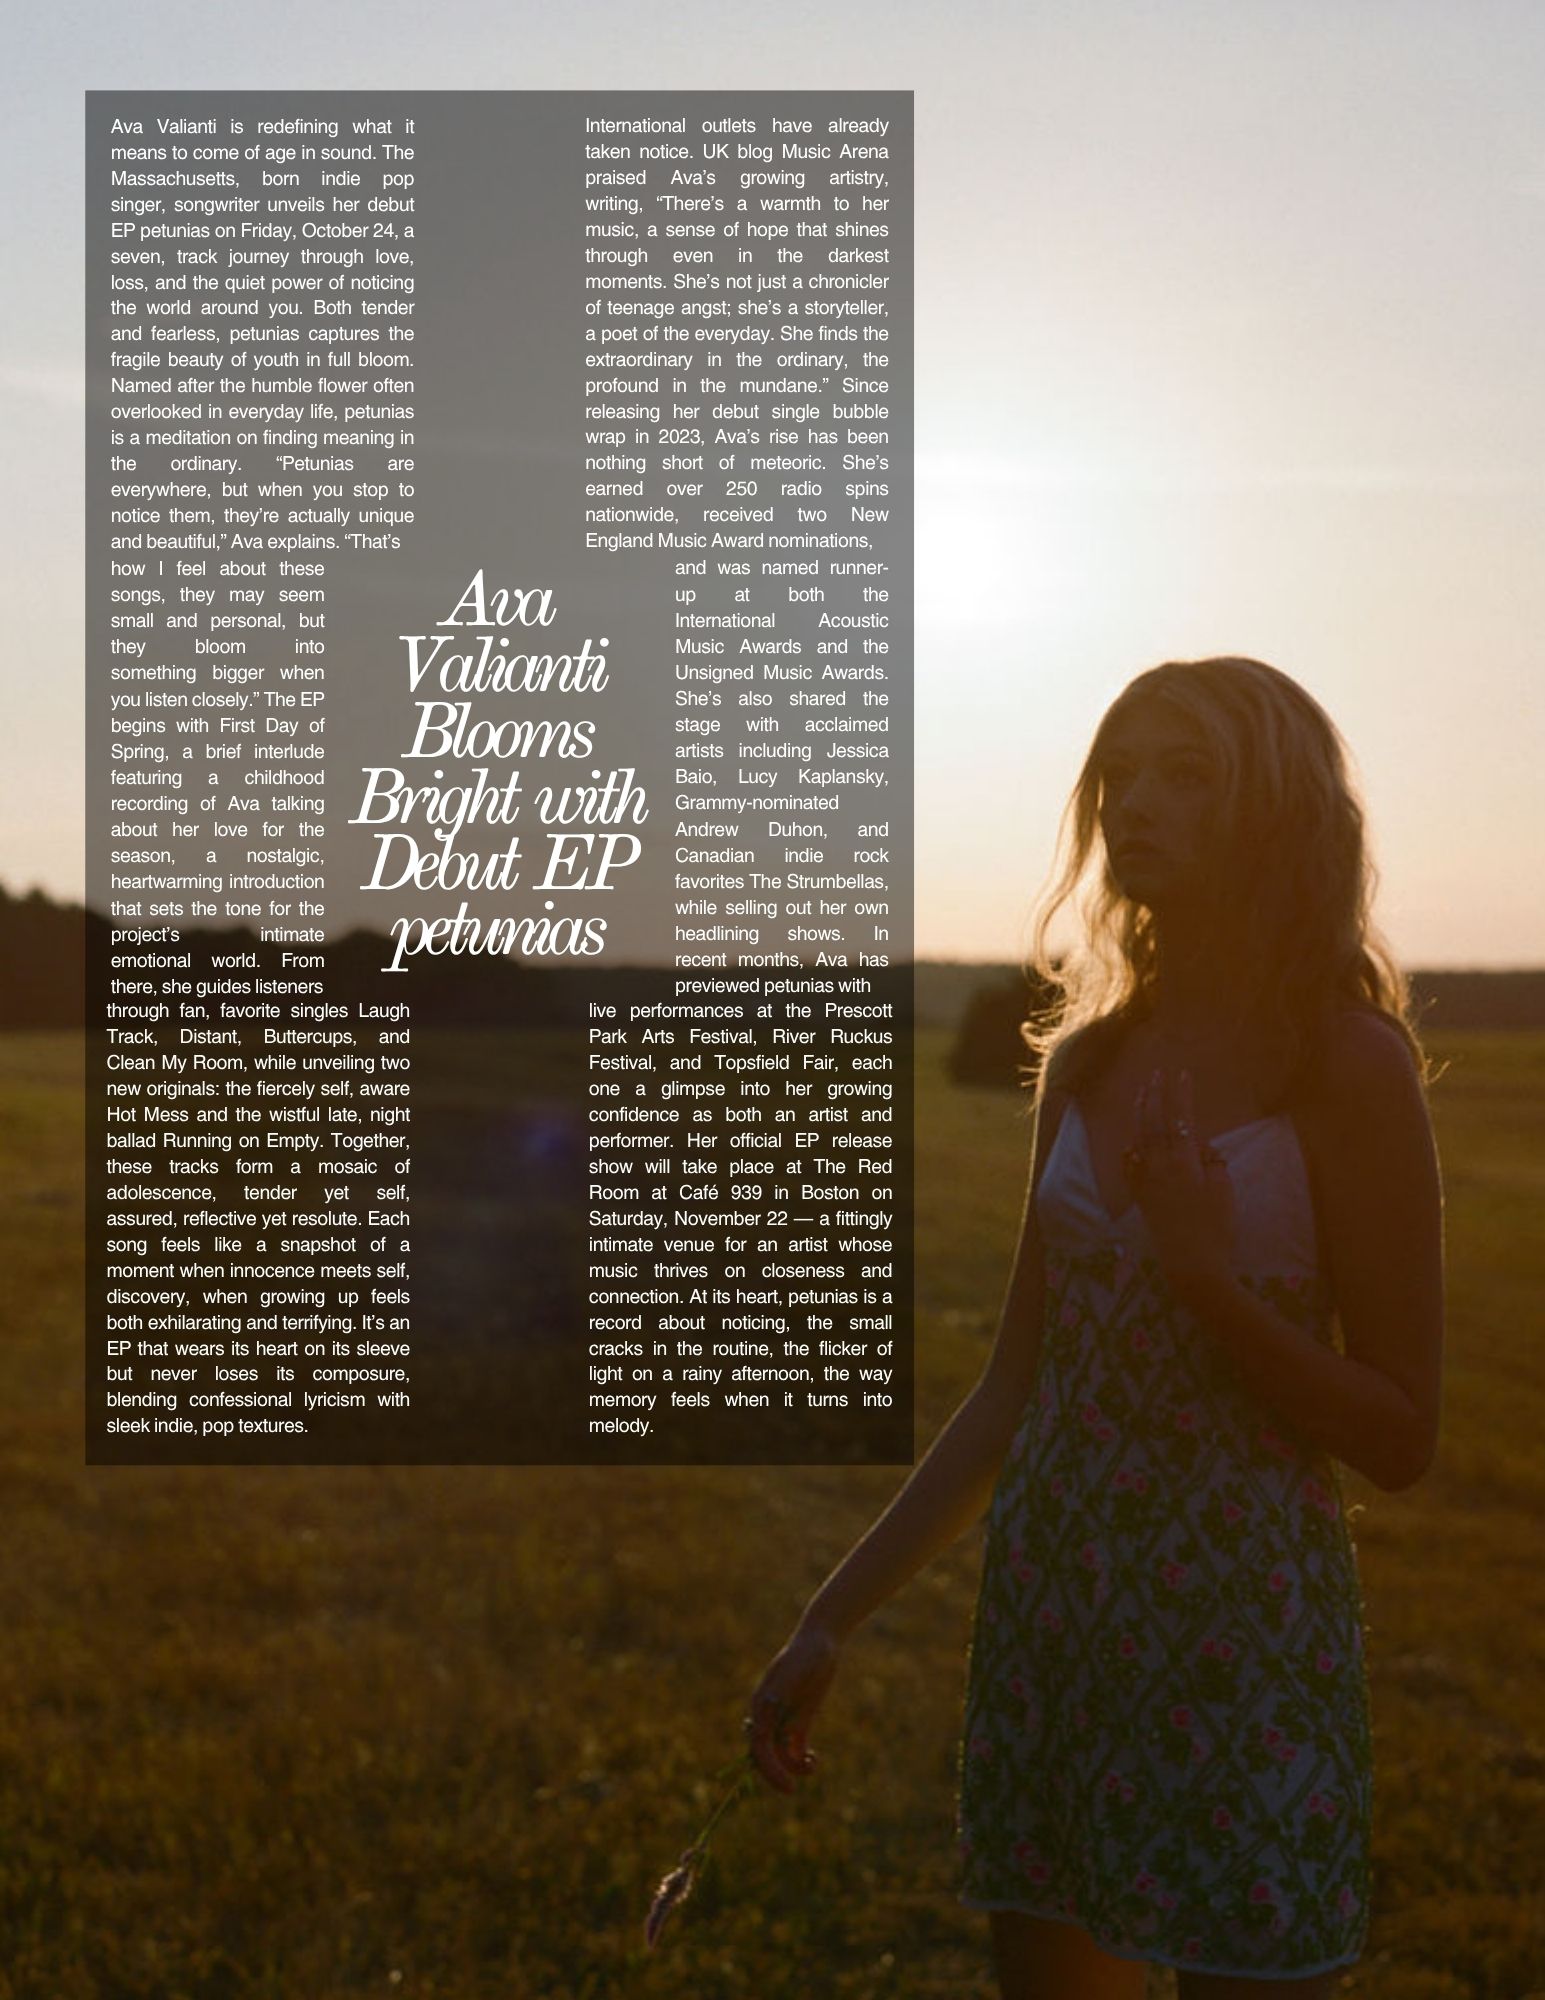 Ava Valianti is redefining what it
means to come of age in sound. The
Massachusetts, born indie pop
singer, songwriter unveils her debut
EP petunias on Friday, October 24, a
seven, track journey through love,
loss, and the quiet power of noticing
the world around you. Both tender
and fearless, petunias captures the
fragile beauty of youth in full bloom.
Named after the humble flower often
overlooked in everyday life, petunias
is a meditation on finding meaning in
the ordinary. “Petunias are
everywhere, but when you stop to
notice them, they’re actually unique
and beautiful,” Ava explains. “That’s
how I feel about these
songs, they may seem
small and personal, but
they bloom into
something bigger when
you listen closely.” The EP
begins with First Day of
Spring, a brief interlude
featuring a childhood
recording of Ava talking
about her love for the
season, a nostalgic,
heartwarming introduction
that sets the tone for the
project’s intimate
emotional world. From
there, she guides listeners
through fan, favorite singles Laugh
Track, Distant, Buttercups, and
Clean My Room, while unveiling two
new originals: the fiercely self, aware
Hot Mess and the wistful late, night
ballad Running on Empty. Together,
these tracks form a mosaic of
adolescence, tender yet self,
assured, reflective yet resolute. Each
song feels like a snapshot of a
moment when innocence meets self,
discovery, when growing up feels
both exhilarating and terrifying. It’s an
EP that wears its heart on its sleeve
but never loses its composure,
blending confessional lyricism with
sleek indie, pop textures.
Ava
Valianti
Blooms
Bright with
Debut EP
petunias
International outlets have already
taken notice. UK blog Music Arena
praised Ava’s growing artistry,
writing, “There’s a warmth to her
music, a sense of hope that shines
through even in the darkest
moments. She’s not just a chronicler
of teenage angst; she’s a storyteller,
a poet of the everyday. She finds the
extraordinary in the ordinary, the
profound in the mundane.” Since
releasing her debut single bubble
wrap in 2023, Ava’s rise has been
nothing short of meteoric. She’s
earned over 250 radio spins
nationwide, received two New
England Music Award nominations,
and was named runner-
up at both the
International Acoustic
Music Awards and the
Unsigned Music Awards.
She’s also shared the
stage with acclaimed
artists including Jessica
Baio, Lucy Kaplansky,
Grammy-nominated
Andrew Duhon, and
Canadian indie rock
favorites The Strumbellas,
while selling out her own
headlining shows. In
recent months, Ava has
previewed petunias with
live performances at the Prescott
Park Arts Festival, River Ruckus
Festival, and Topsfield Fair, each
one a glimpse into her growing
confidence as both an artist and
performer. Her official EP release
show will take place at The Red
Room at Café 939 in Boston on
Saturday, November 22 — a fittingly
intimate venue for an artist whose
music thrives on closeness and
connection. At its heart, petunias is a
record about noticing, the small
cracks in the routine, the flicker of
light on a rainy afternoon, the way
memory feels when it turns into
melody.